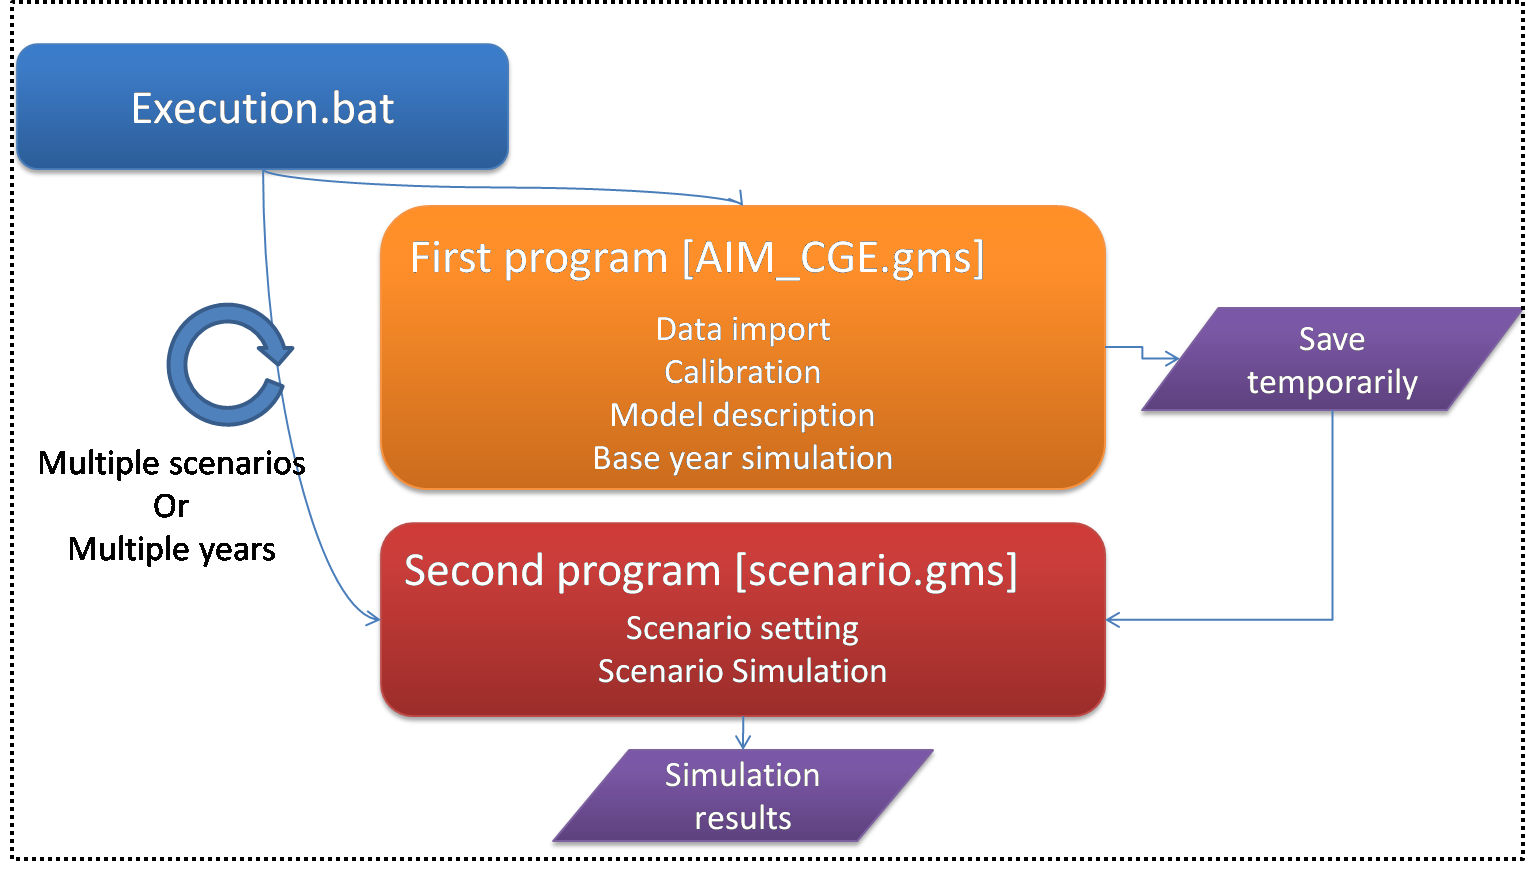 Execution.bat
First program [AIM_CGE.gms]
Data import
Calibration
Model description
Base year simulation
Save
temporarily
Multiple scenarios
Or
Multiple years
Second program [scenario.gms]
Scenario setting
Scenario Simulation
Simulation
results